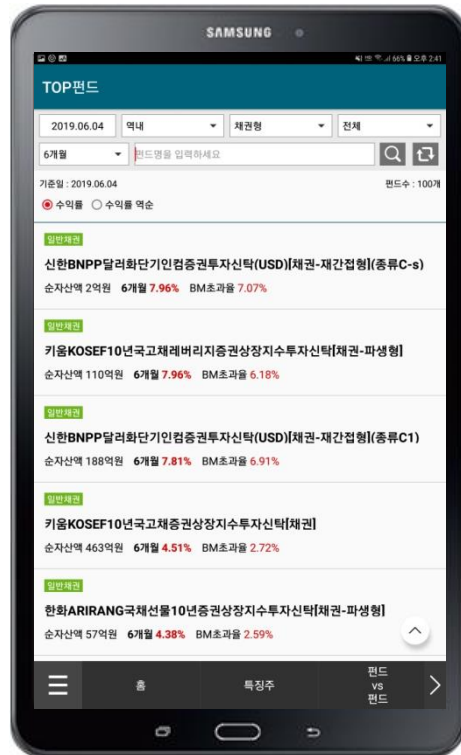 SAMSUNG
66% 오후 2:41
TOP펀드
2019.06.04 역내 채권형 전체
6개월 펀드명을 입력하세요
기준일 : 2019.06.04 펀드수 : 100개
수익률 수익률 역순
일반채권
신한BNPP달러화단기인컴증권투자신탁(USD)[채권-재간접형](종류C-s)
순자산액 2억원 6개월 7.96% BM초과율 7.07%
일반채권
키움KOSEF10년국고채레버리지증권상장지수투자신탁[채권-파생형]
순자산액 110억원 6개월 7.96% BM초과율 6.18%
일반채권
신한BNPP달러화단기인컴증권투자신탁(USD)[채권-재간접형](종류C1)
순자산액 188억원 6개월 7.81% BM초과율 6.91%
일반채권
키움KOSEF10년국고채증권상장지수투자신탁[채권]
순자산액 463억원 6개월 4.51% BM초과율 2.72%
일반채권
한화ARIRANG국채선물10년증권상장지수투자신탁[채권-파생형]
순자산액 57억원 6개월 4.38% BM초과율 2.59%
홈 특징주 펀드
vs
펀드